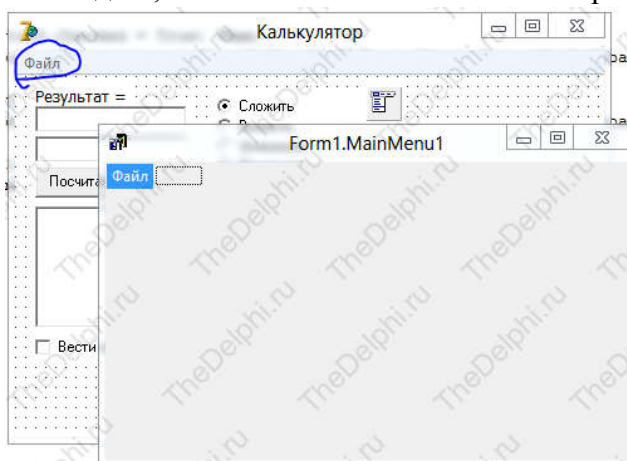 Калькулятор
Файл
Результат =
Сложить
Form1.MainMenu1
Файл
Посчита
Вести
TheDelphi.ru